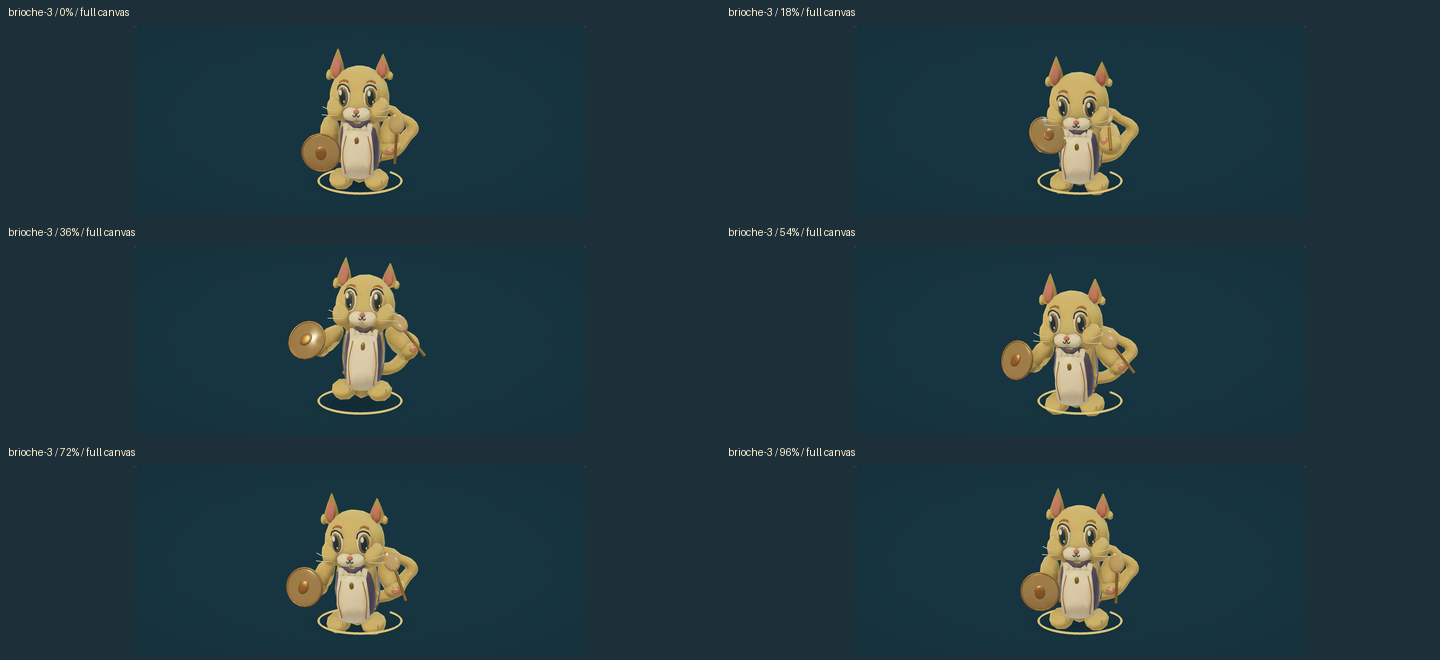 brioche-3 / 0% / full canvas
brioche-3 / 18% / full canvas
brioche-3 / 36% / full canvas
brioche-3 / 54% / full canvas
brioche-3 / 72% / full canvas
brioche-3 / 96% / full canvas